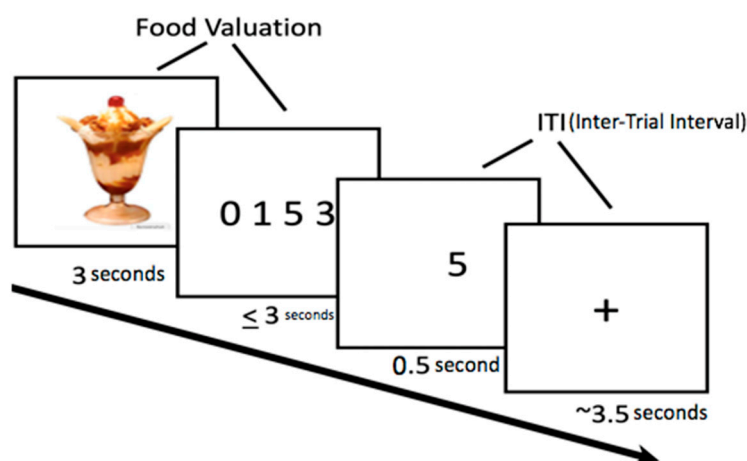 Food Valuation
ITI (Inter-Trial Interval)
0 1 5 3
5
+
3 seconds
≤ 3 seconds
0.5 second
~3.5 seconds